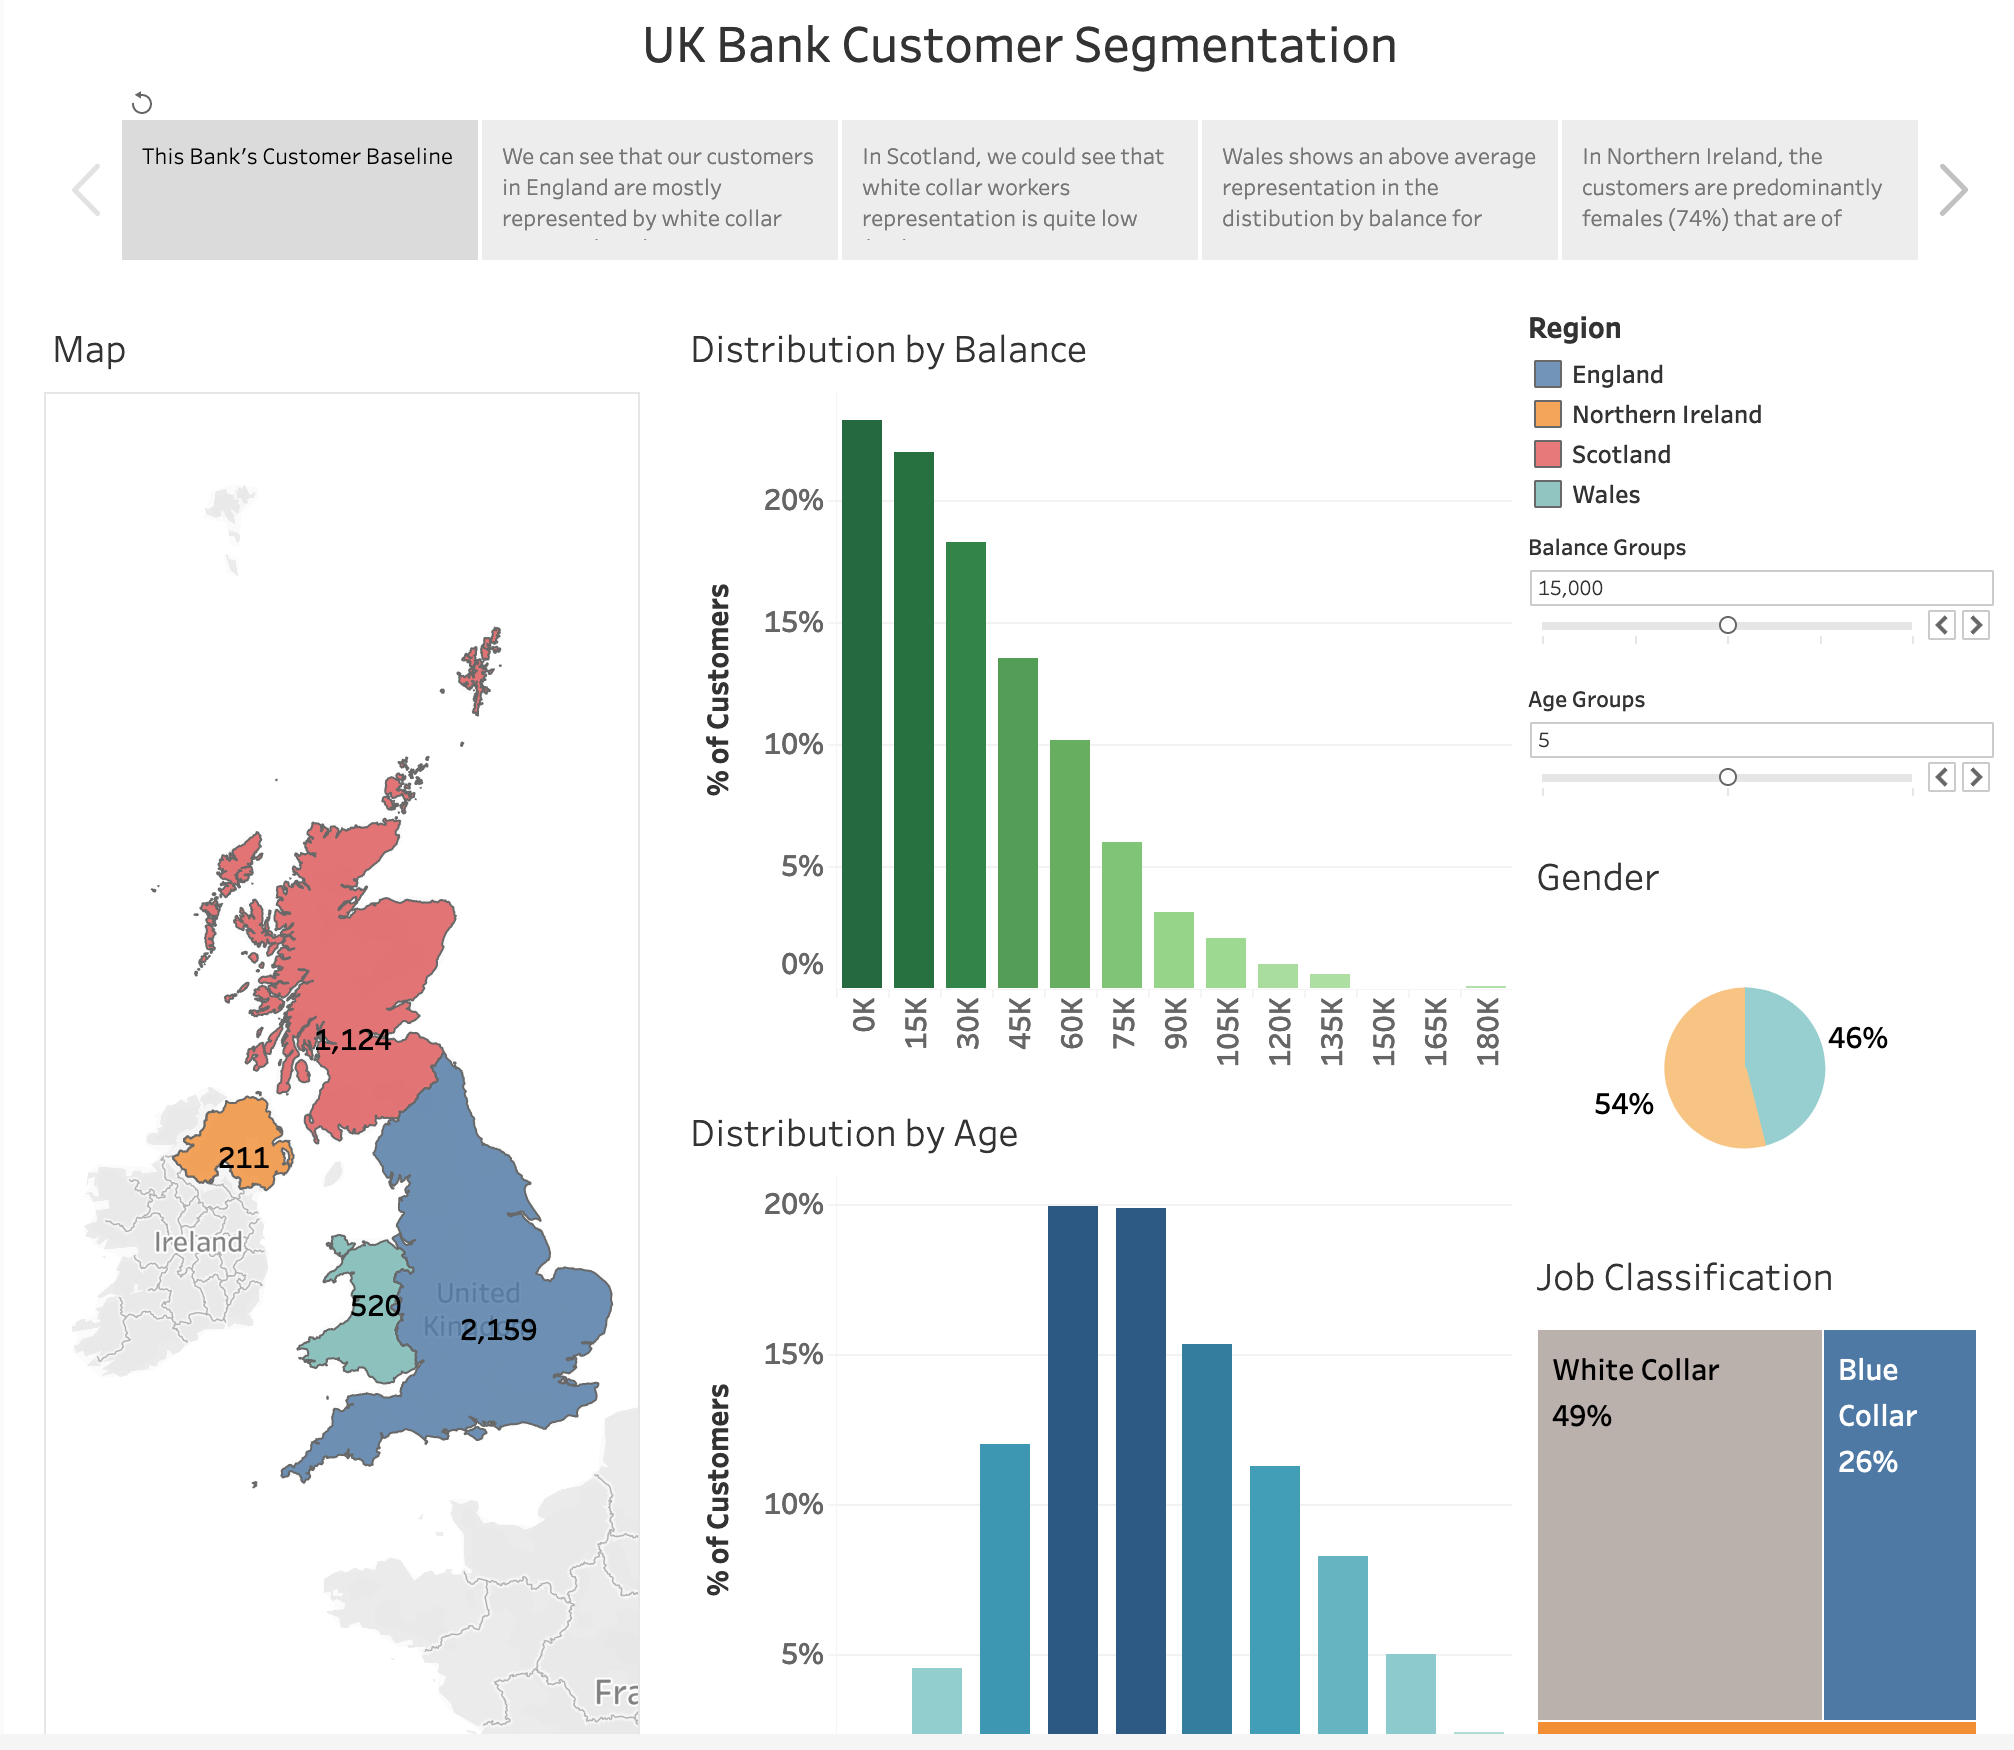 UK Bank Customer Segmentation
This Bank's Customer Baseline
We can see that our customers
in England are mostly
represented by white collar
In Scotland, we could see that
white collar workers
representation is quite low
Wales shows an above average
representation in the
distibution by balance for
In Northern Ireland, the
customers are predominantly
females (74%) that are of
Map
1,124
211
Ireland
520
United
2,159
Fra
Distribution by Balance
% of Customers
20%
15%
10%
5%
0%
0K
15K
30K
45K
60K
75K
90K
105K
120K
135K
150K
165K
180K
Distribution by Age
% of Customers
20%
15%
10%
5%
Region
England
Northern Ireland
Scotland
Wales
Balance Groups
15,000
Age Groups
5
Gender
46%
54%
Job Classification
White Collar
49%
Blue
Collar
26%